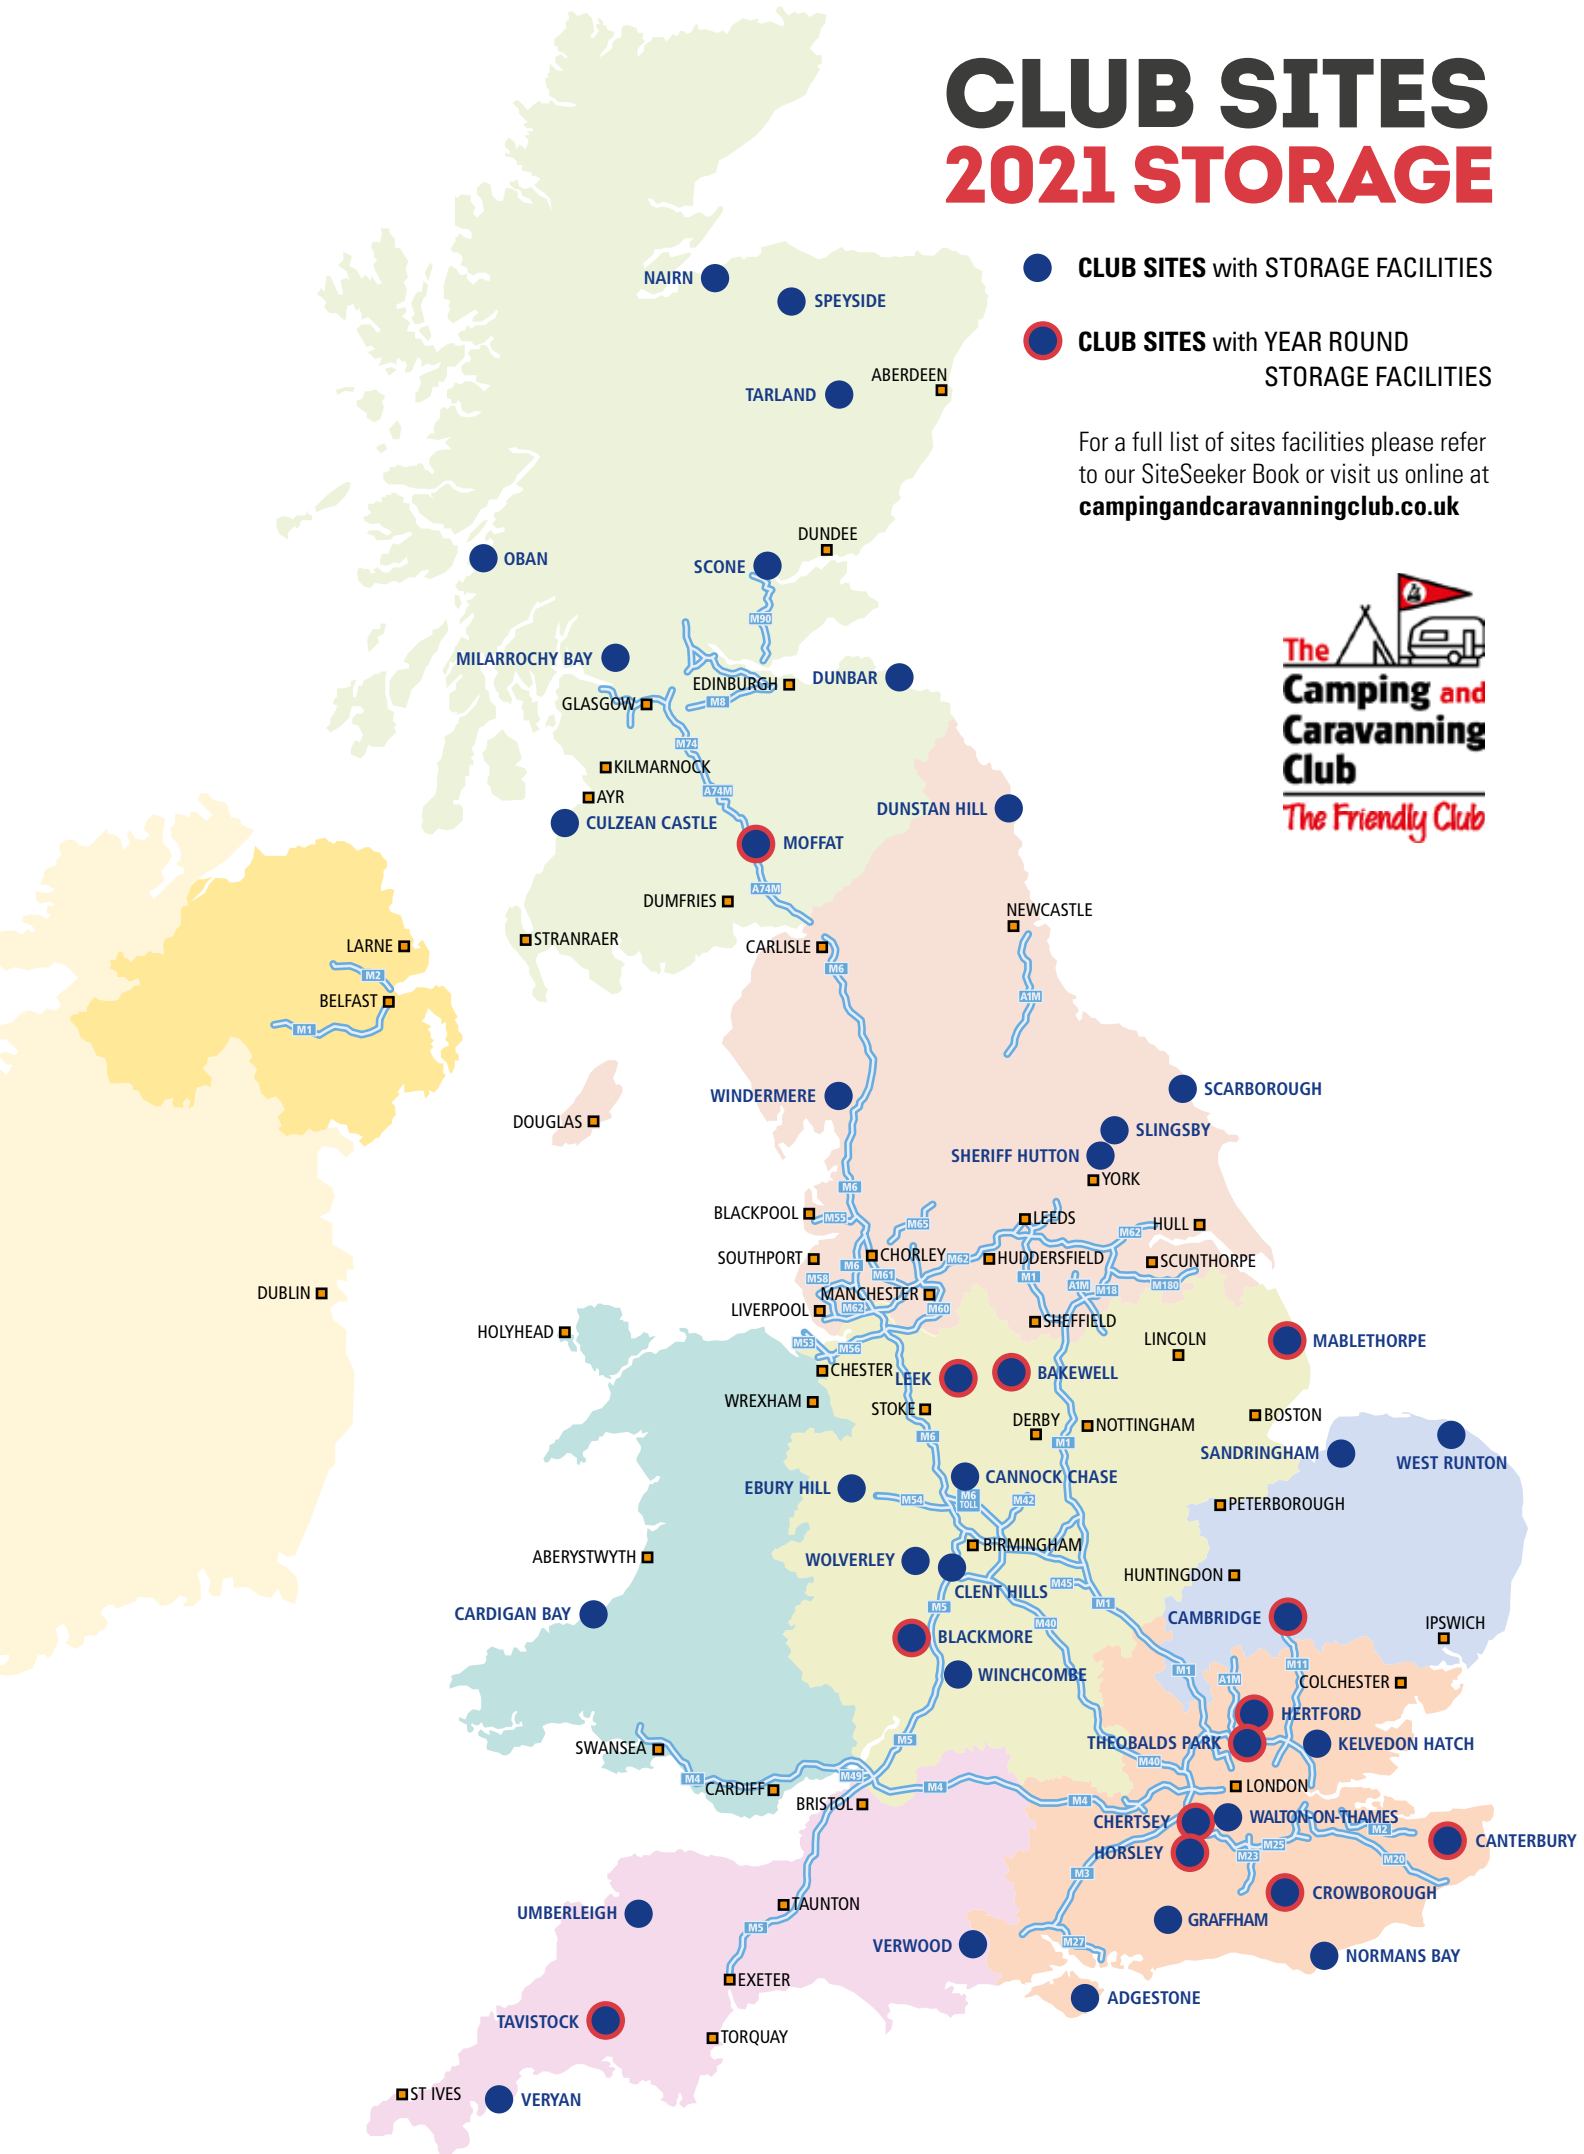 CLUB SITES
2021 STORAGE
CLUB SITES with STORAGE FACILITIES
CLUB SITES with YEAR ROUND
STORAGE FACILITIES
For a full list of sites facilities please refer
to our SiteSeeker Book or visit us online at
campingandcaravanningclub.co.uk
The
Camping and
Caravanning
Club
The Friendly Club
NAIRN
SPEYSIDE
ABERDEEN
TARLAND
DUNDEE
OBAN
SCONE
M90
MILARROCHY BAY
DUNBAR
EDINBURGH
GLASGOW
M8
M74
KILMARNOCK
A74M
AYR
DUNSTAN HILL
CULZEAN CASTLE
MOFFAT
A74M
DUMFRIES
NEWCASTLE
STRANRAER
LARNE
CARLISLE
M6
M2
A1M
BELFAST
M1
SCARBOROUGH
WINDERMERE
DOUGLAS
SLINGSBY
SHERIFF HUTTON
YORK
M6
BLACKPOOL
M55
M65
LEEDS
HULL
M62
SOUTHPORT
CHORLEY
M62
HUDDERSFIELD
SCUNTHORPE
M6
M61
M58
M1
A1M
M18
M180
DUBLIN
MANCHESTER
LIVERPOOL
M62
M60
SHEFFIELD
HOLYHEAD
M53
M56
LINCOLN
MABLETHORPE
CHESTER
LEEK
BAKEWELL
WREXHAM
STOKE
DERBY
NOTTINGHAM
BOSTON
M6
M1
SANDRINGHAM
WEST RUNTON
CANNOCK CHASE
EBURY HILL
M54
M6
TOLL
M42
PETERBOROUGH
BIRMINGHAM
ABERYSTWYTH
WOLVERLEY
HUNTINGDON
M45
CLENT HILLS
M5
M1
CARDIGAN BAY
CAMBRIDGE
IPSWICH
M40
BLACKMORE
M11
M1
WINCHCOMBE
A1M
COLCHESTER
HERTFORD
M5
THEOBALDS PARK
KELVEDON HATCH
SWANSEA
M40
M4
M49
M4
LONDON
CARDIFF
BRISTOL
M4
CHERTSEY
WALTON-ON-THAMES
M2
CANTERBURY
M25
HORSLEY
M23
M20
M3
CROWBOROUGH
TAUNTON
UMBERLEIGH
GRAFFHAM
M5
VERWOOD
M27
NORMANS BAY
EXETER
ADGESTONE
TAVISTOCK
TORQUAY
ST IVES
VERYAN